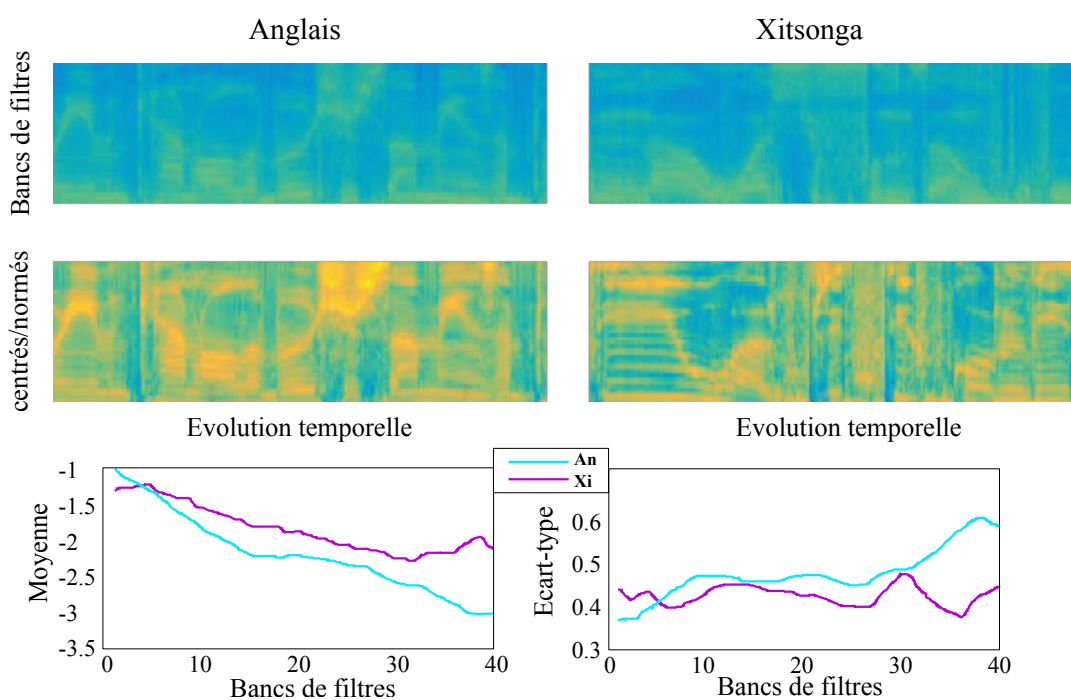 Anglais
Xitsonga
Bancs de filtres
centrés/normés
Evolution temporelle
Evolution temporelle
An
Xi
Moyenne
-1
-1.5
-2
-2.5
-3
-3.5
0
10
20
30
40
Bancs de filtres
Ecart-type
0.6
0.5
0.4
0.3
0
10
20
30
40
Bancs de filtres